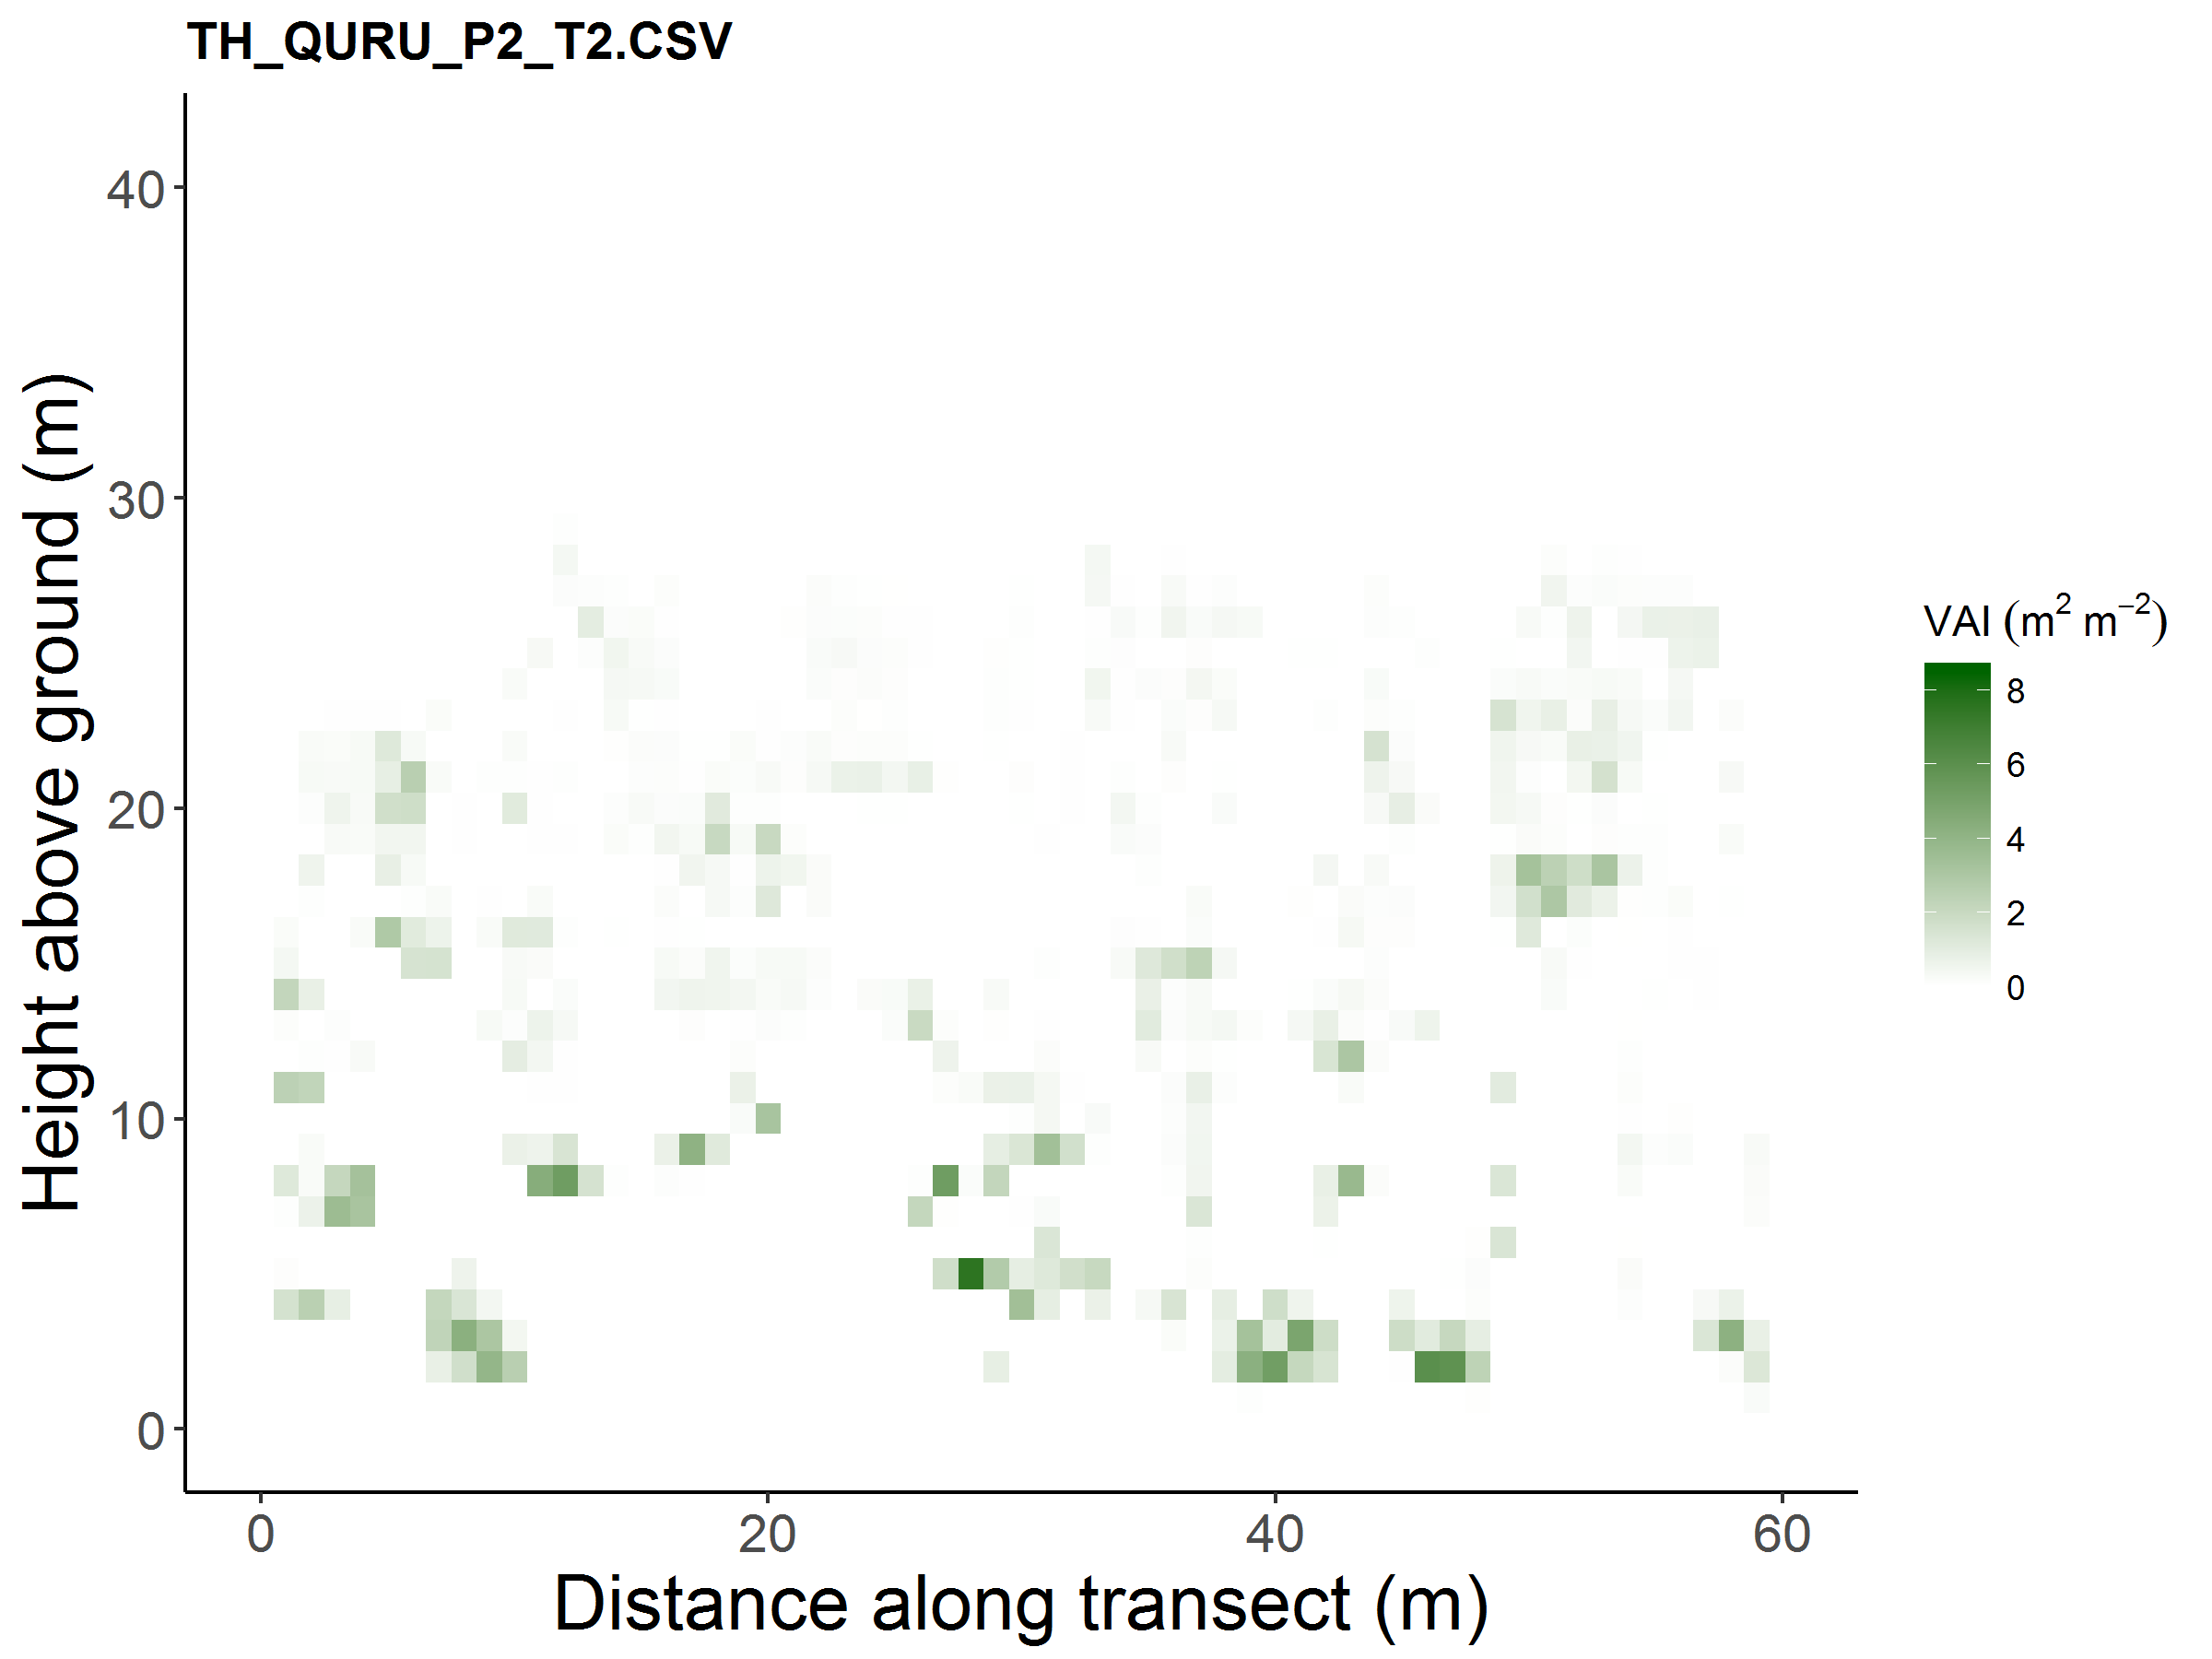 TH_QURU_P2_T2.CSV
Height above ground (m)
40
30
20
10
0
0 20 40 60
Distance along transect (m)
VAI (m² m⁻²)
8
6
4
2
0